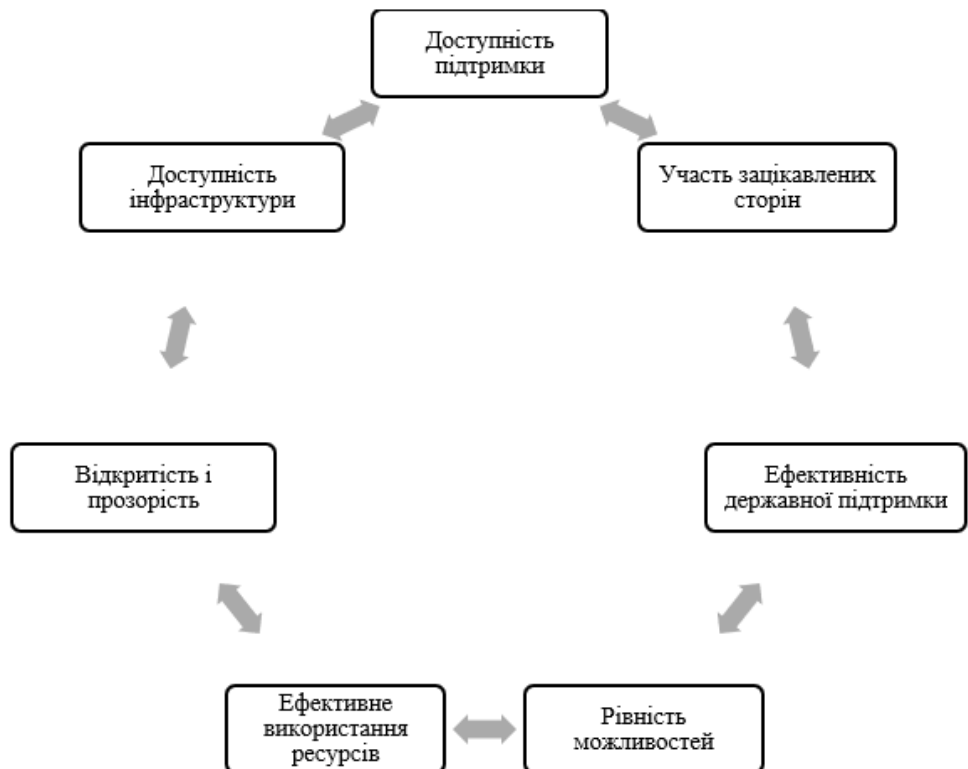 Доступність
підтримки
Доступність
інфраструктури
Участь зацікавлених
сторін
Відкритість і
прозорість
Ефективність
державної підтримки
Ефективне
використання
ресурсів
Рівність
можливостей